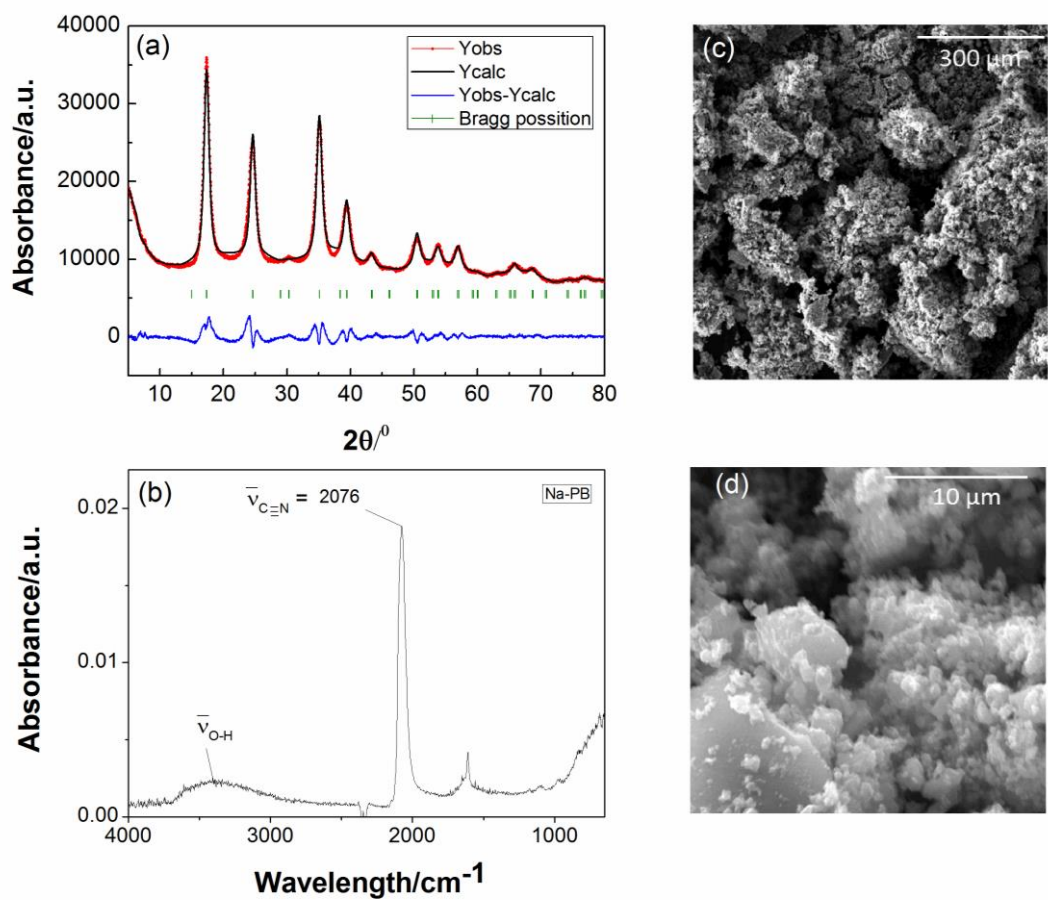 (a)
Yobs
Ycalc
Yobs-Ycalc
Bragg possition
40000
30000
20000
10000
0
Absorbance/a.u.
10 20 30 40 50 60 70 80
2θ/⁰
(b)
ν̅C≡N = 2076
Na-PB
0.02
0.01
0.00
Absorbance/a.u.
ν̅O-H
4000 3000 2000 1000
Wavelength/cm-1
(c)
300 µm
(d)
10 µm